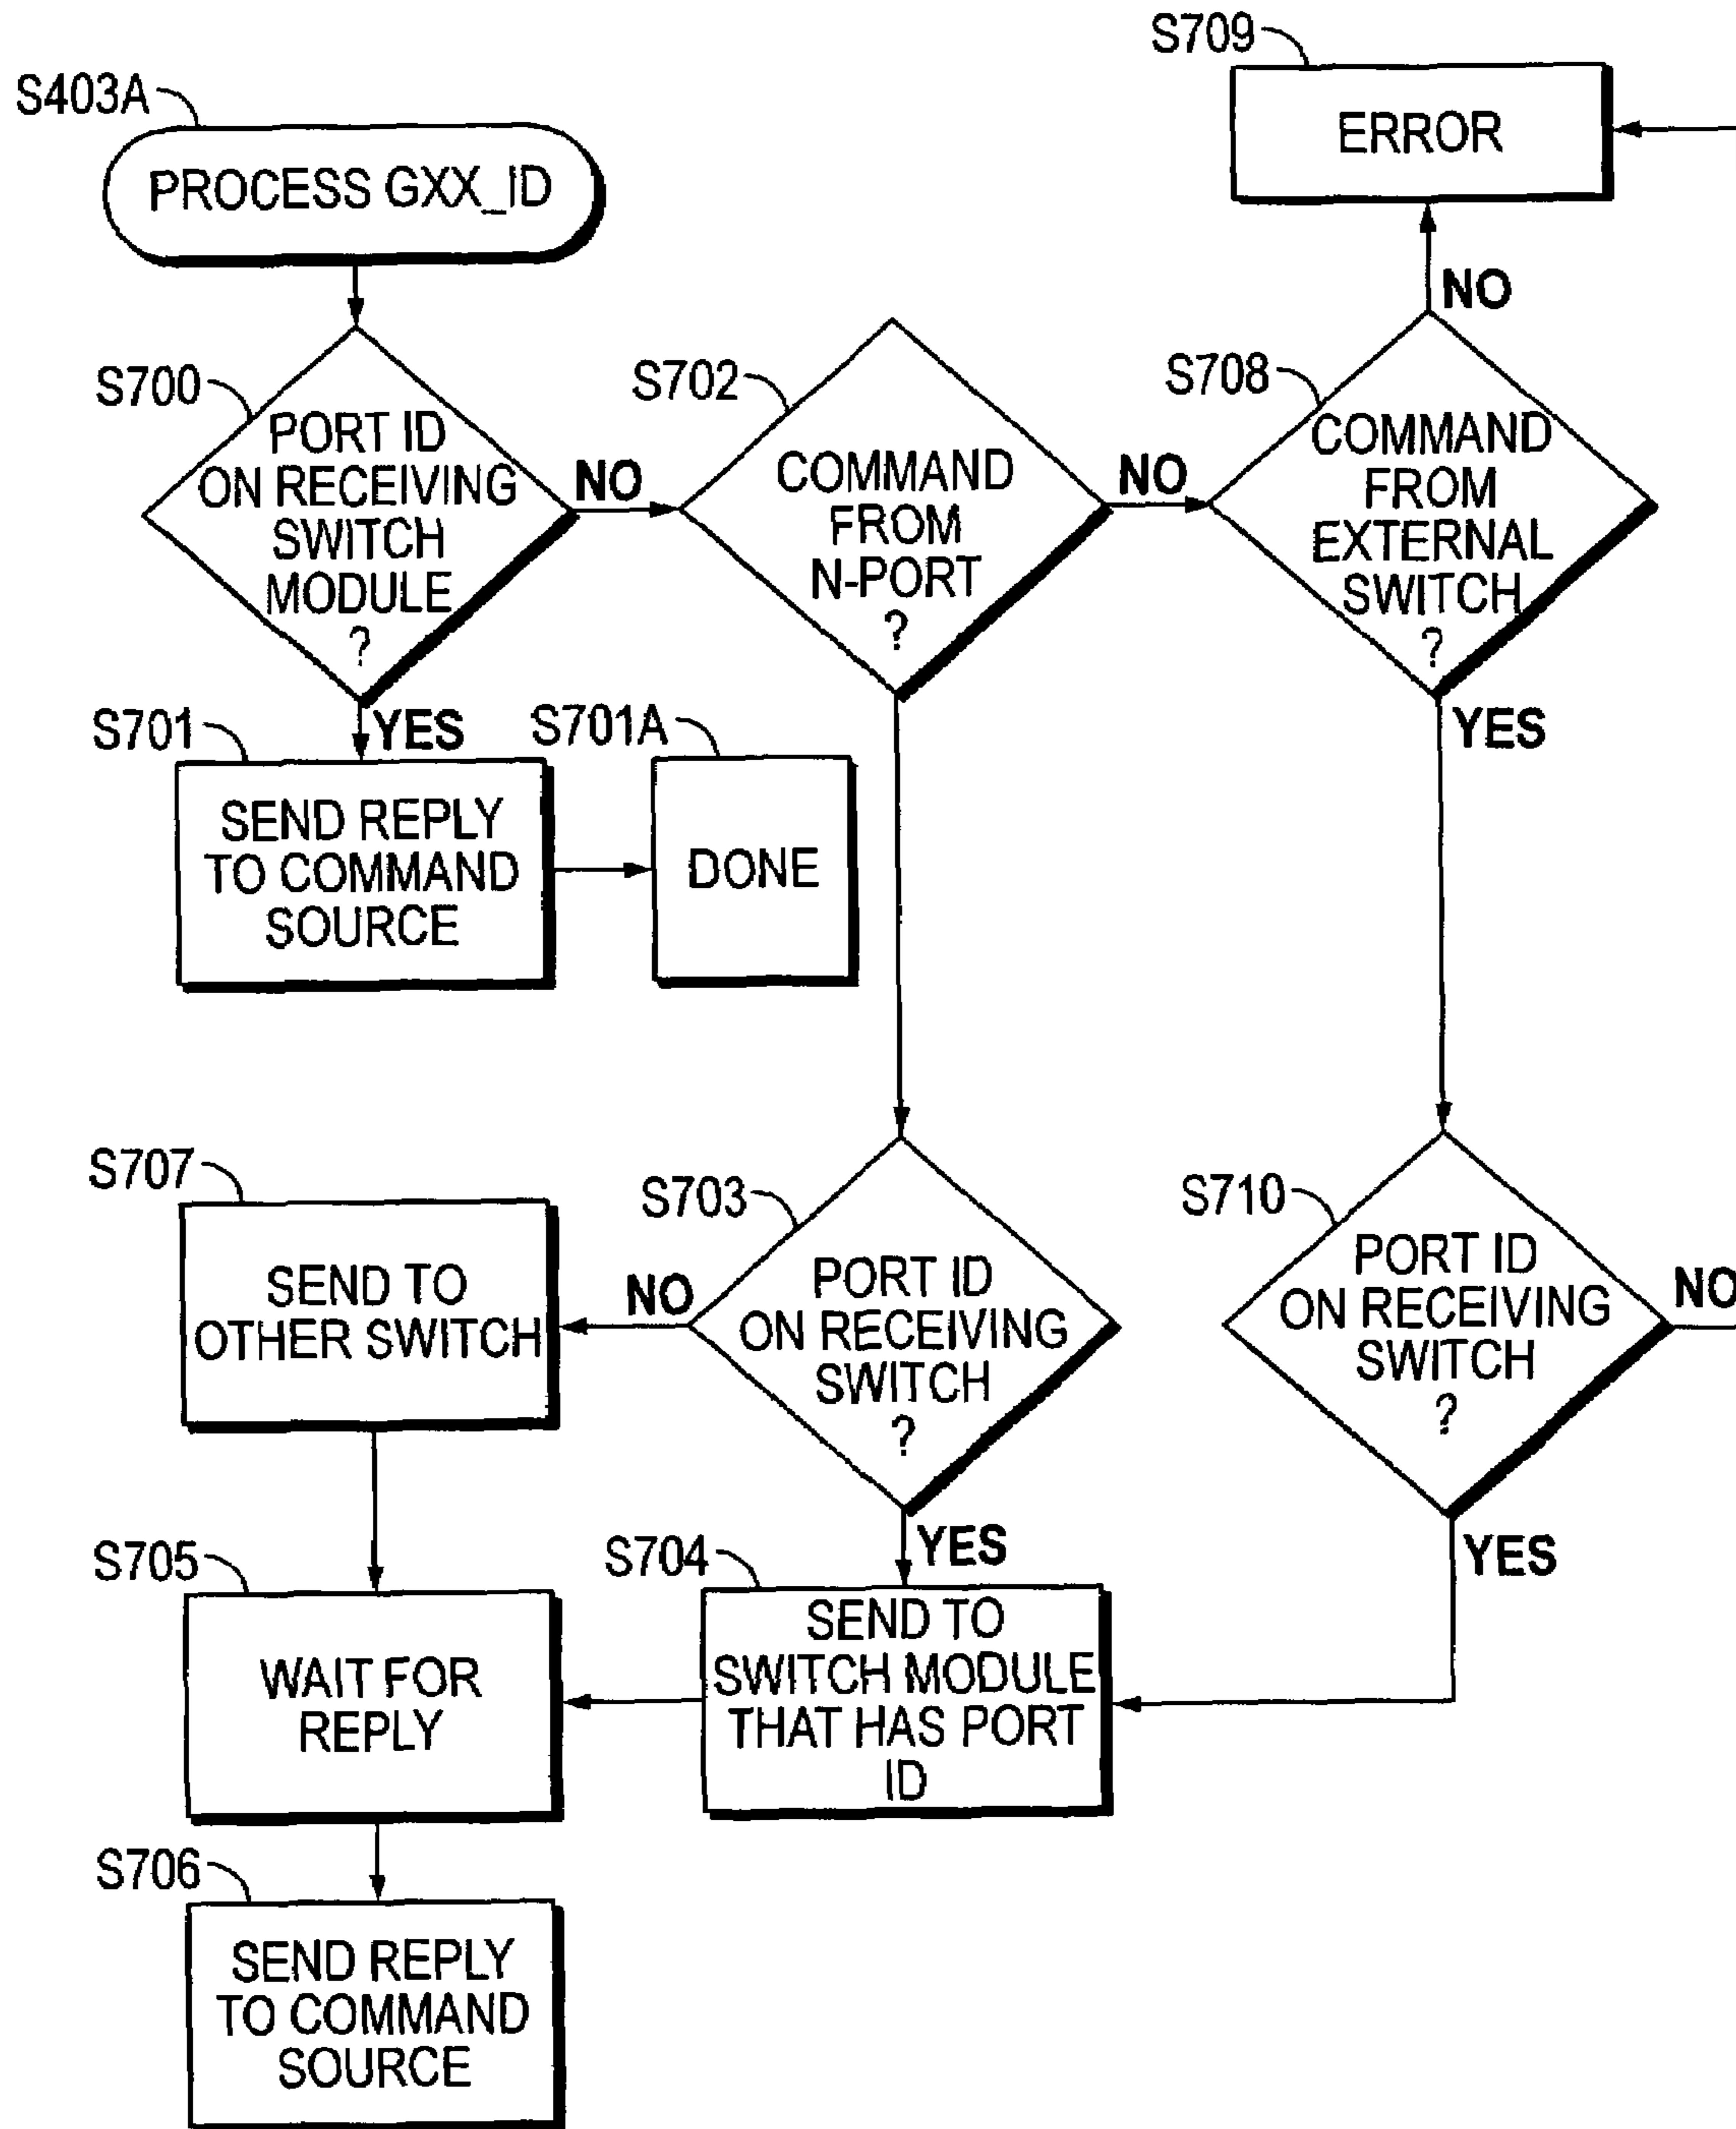 S709
ERROR
S403A
PROCESS GXX_ID
NO
S700
PORT ID
ON RECEIVING
SWITCH
MODULE
?
NO
S702
COMMAND
FROM
N-PORT
?
NO
S708
COMMAND
FROM
EXTERNAL
SWITCH
?
YES
YES
S701
SEND REPLY
TO COMMAND
SOURCE
S701A
DONE
S707
SEND TO
OTHER SWITCH
NO
S703
PORT ID
ON RECEIVING
SWITCH
?
YES
S710
PORT ID
ON RECEIVING
SWITCH
?
NO
YES
S705
WAIT FOR
REPLY
S704
SEND TO
SWITCH MODULE
THAT HAS PORT
ID
S706
SEND REPLY
TO COMMAND
SOURCE